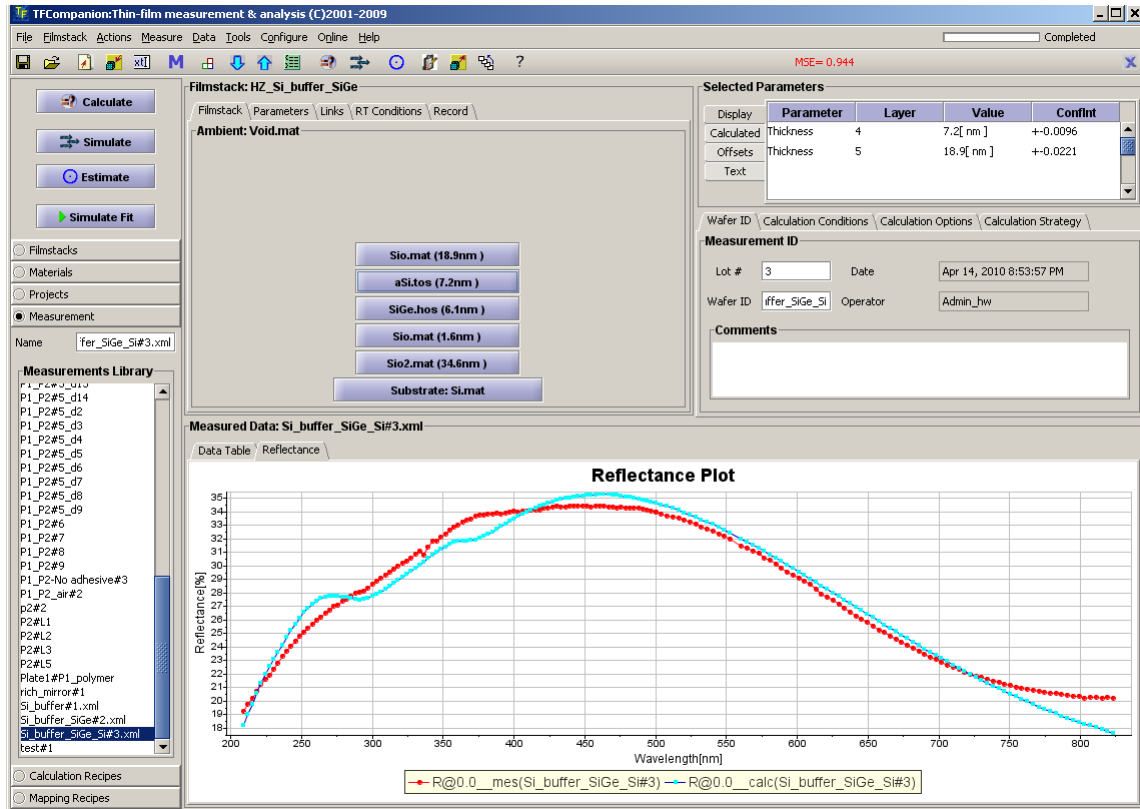 TFCompanion:Thin-film measurement & analysis (C)2001-2009
File Filmstack Actions Measure Data Tools Configure Online Help
Completed
xt[] M ?
MSE= 0.944
Calculate
Simulate
Estimate
Simulate Fit
Filmstacks
Materials
Projects
Measurement
Name fer_SiGe_Si#3.xml
Measurements Library
P1_P2#5_d13
P1_P2#5_d14
P1_P2#5_d2
P1_P2#5_d3
P1_P2#5_d4
P1_P2#5_d5
P1_P2#5_d6
P1_P2#5_d7
P1_P2#5_d8
P1_P2#5_d9
P1_P2#6
P1_P2#7
P1_P2#8
P1_P2#9
P1_P2-No adhesive#3
P1_P2_air#2
p2#2
P2#L1
P2#L2
P2#L3
P2#L5
Plate1#P1_polymer
rich_mirror#1
Si_buffer#1.xml
Si_buffer_SiGe#2.xml
Si_buffer_SiGe_Si#3.xml
test#1
Calculation Recipes
Mapping Recipes
Filmstack: HZ_Si_buffer_SiGe
Filmstack Parameters Links RT Conditions Record
Ambient: Void.mat
Sio.mat (18.9nm )
aSi.tos (7.2nm )
SiGe.hos (6.1nm )
Sio.mat (1.6nm )
Sio2.mat (34.6nm )
Substrate: Si.mat
Selected Parameters
Display
Calculated
Offsets
Text
Parameter Layer Value ConfInt
Thickness 4 7.2[ nm ] +-0.0096
Thickness 5 18.9[ nm ] +-0.0221
Wafer ID Calculation Conditions Calculation Options Calculation Strategy
Measurement ID
Lot # 3 Date Apr 14, 2010 8:53:57 PM
Wafer ID iffer_SiGe_Si Operator Admin_hw
Comments
Measured Data: Si_buffer_SiGe_Si#3.xml
Data Table Reflectance
Reflectance Plot
Reflectance[%]
35
34
33
32
31
30
29
28
27
26
25
24
23
22
21
20
19
18
200 250 300 350 400 450 500 550 600 650 700 750 800
Wavelength[nm]
R@0.0__mes(Si_buffer_SiGe_Si#3) R@0.0__calc(Si_buffer_SiGe_Si#3)